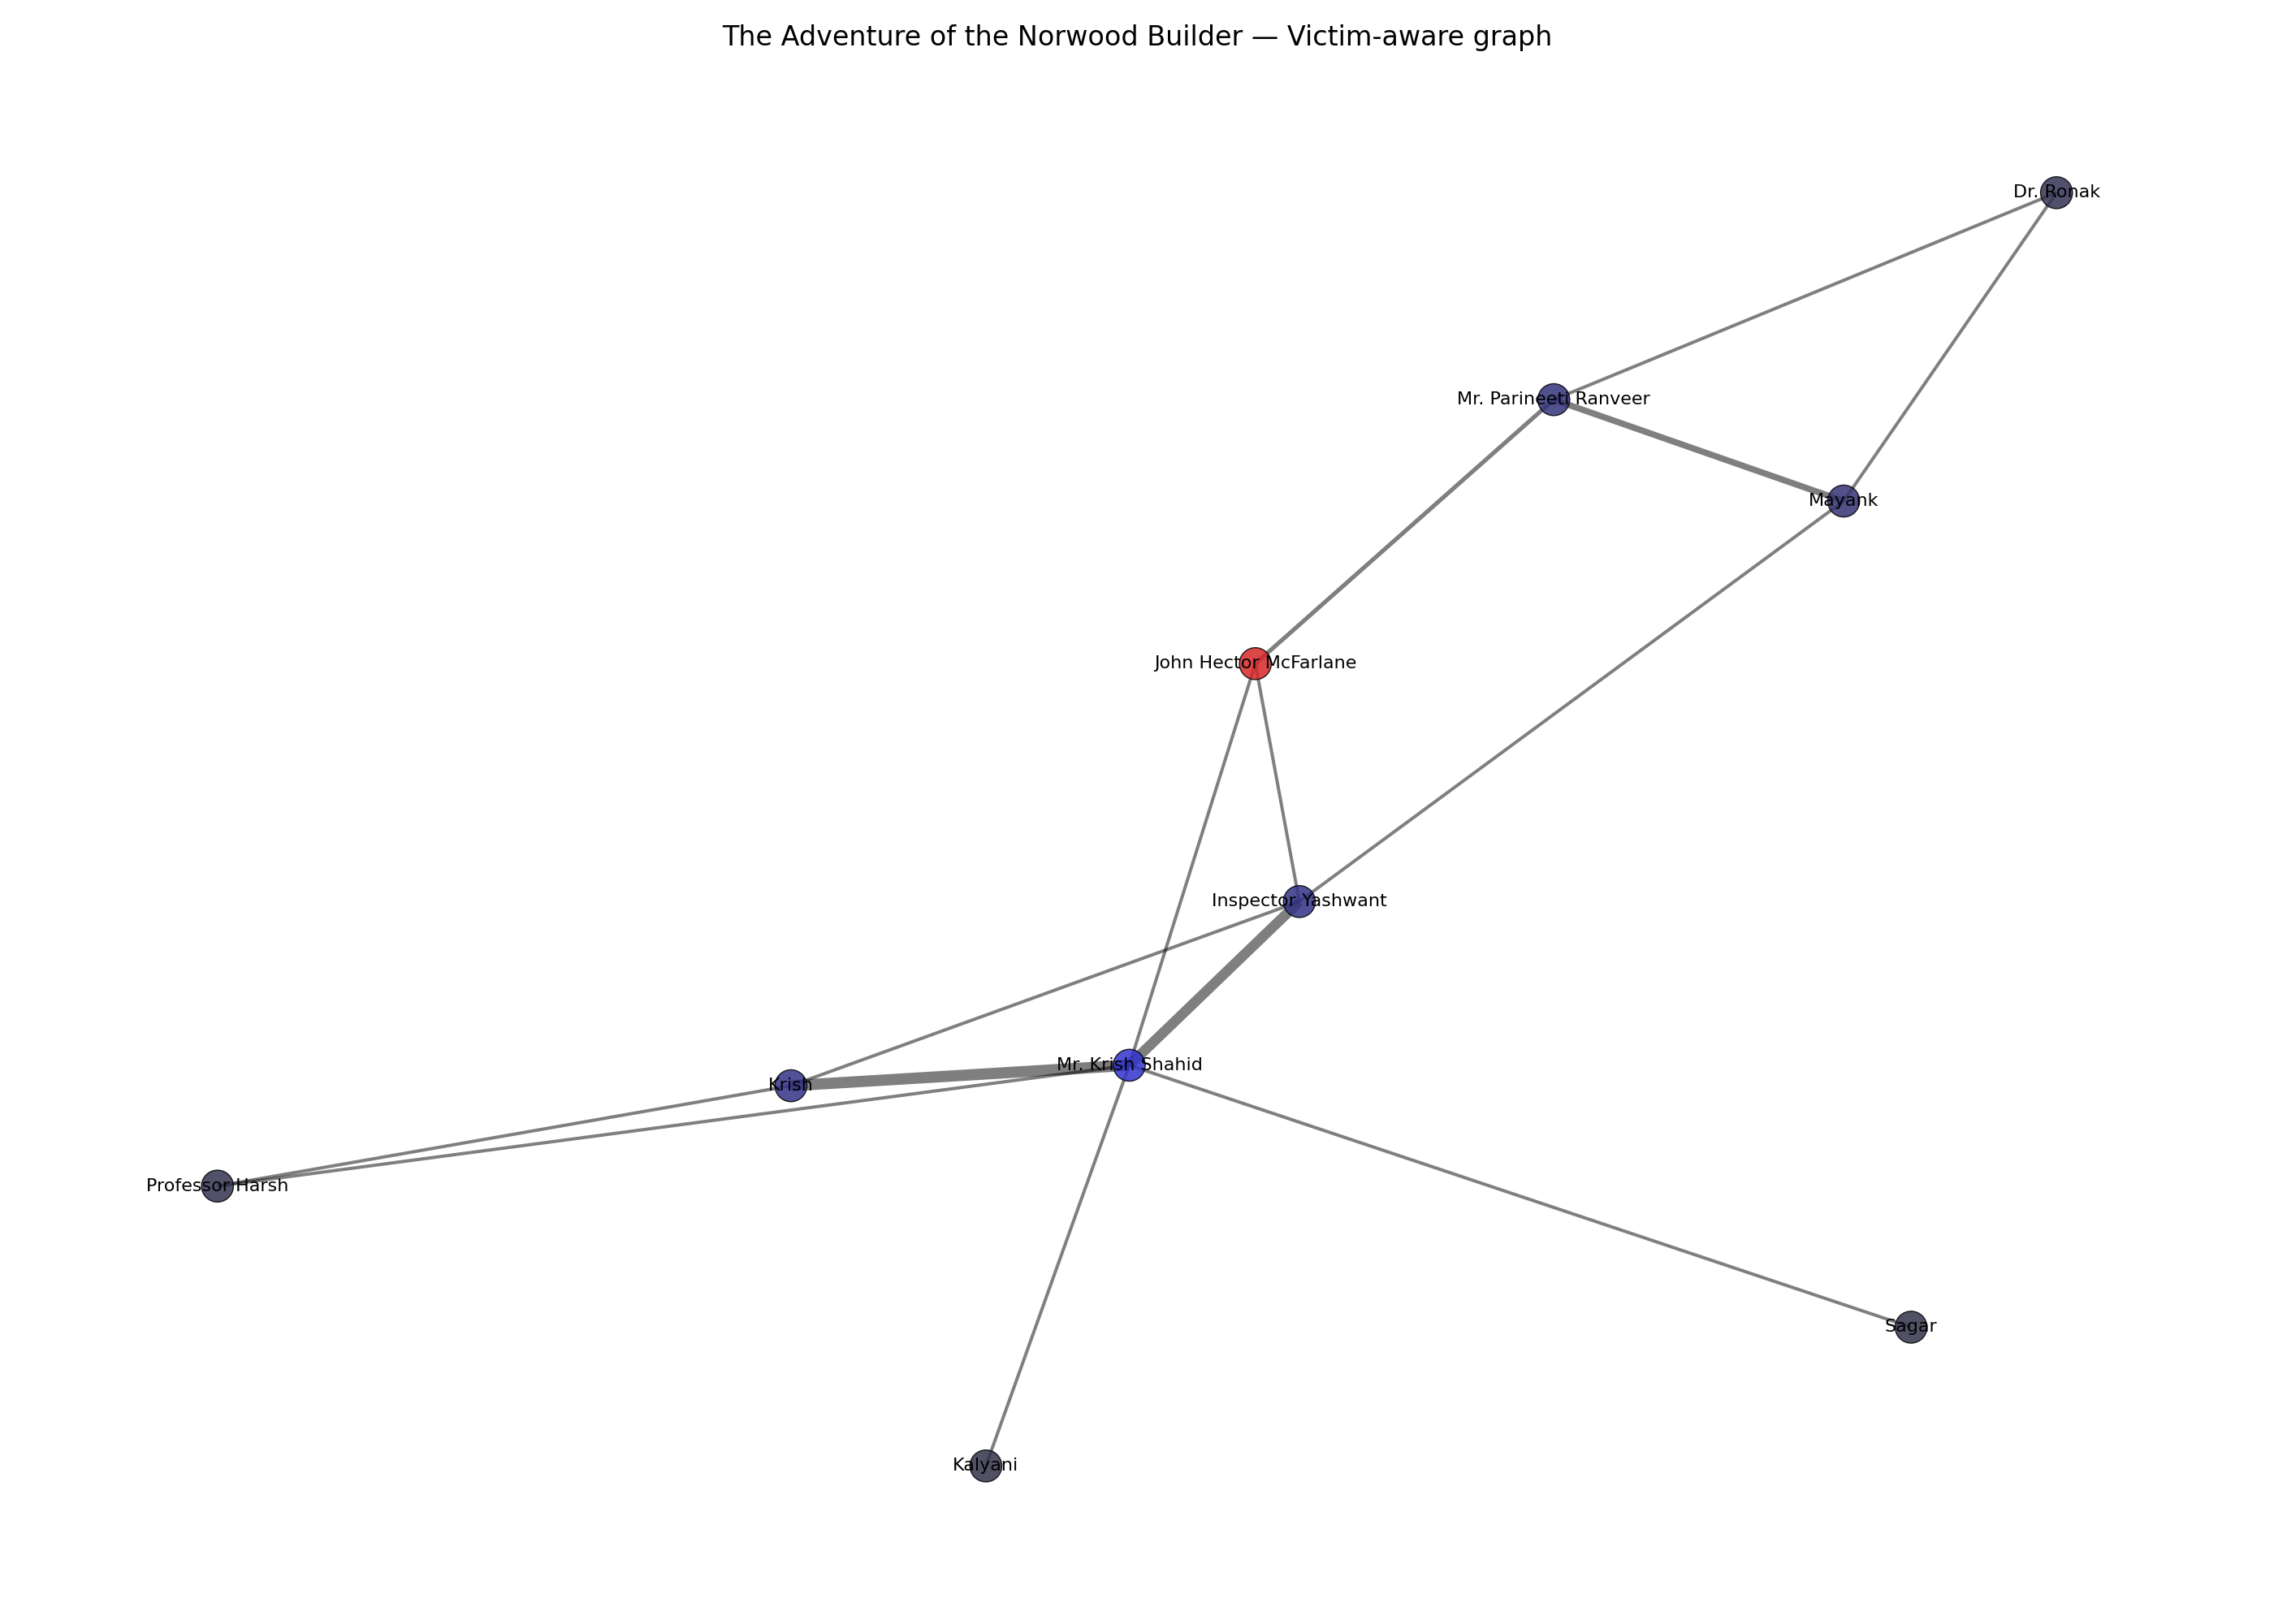 The Adventure of the Norwood Builder — Victim-aware graph
Dr. Ronak
Mr. Parineeti Ranveer
Mayank
John Hector McFarlane
Inspector Yashwant
Mr. Krish Shahid
Krish
Professor Harsh
Sagar
Kalyani